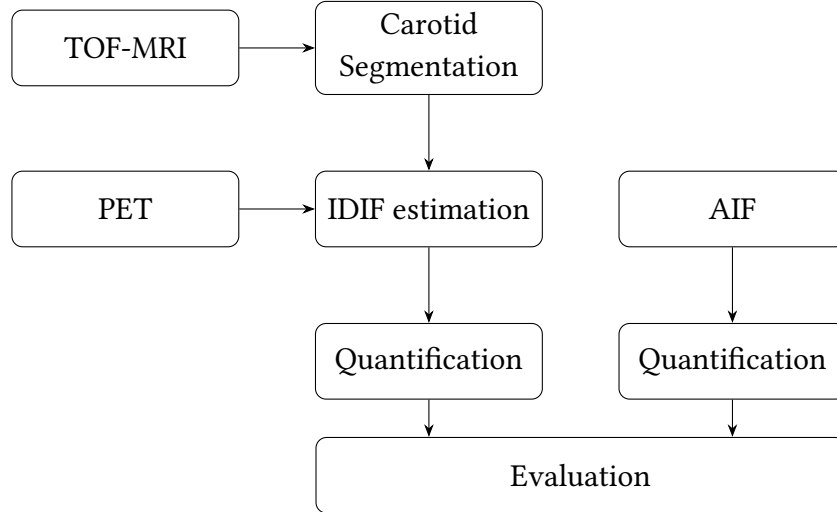 TOF-MRI
Carotid
Segmentation
PET
IDIF estimation
AIF
Quantification
Quantification
Evaluation